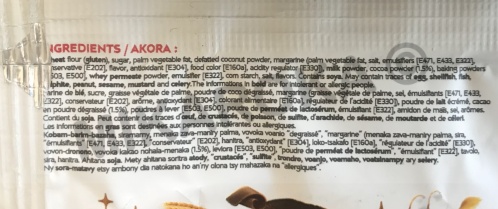 INGREDIENTS / AKORA :
Wheat flour (gluten), sugar, palm vegetable fat, defatted coconut powder, margarine (palm vegetable fat, salt, emulsifiers [E471, E433, E322],
preservative [E202], flavor, antioxidant [E304], food color [E160a], acidity regulator [E330]), milk powder, cocoa powder (1.5%), baking powders
[E503, E500], whey permeate powder, emulsifier [E322], corn starch, salt, flavors. Contains soya. May contain traces of egg, shellfish, fish,
sulphite, peanut, sesame, mustard and celery. The informations in bold are for intolerant or allergic people.
farine de blé, sucre, graisse végétale de palme, poudre de coco dégraissé, margarine (graisse végétale de palme, sel, émulsifiants [E471, E433,
E322], conservateur [E202], arôme, antioxydant [E304], colorant alimentaire [E160a], régulateur de l'acidité [E330]), poudre de lait écrémé, cacao
en poudre dégraissé (1.5%), poudres à lever [E503, E500], poudre de perméat de lactosérum, émulsifiant [E322], amidon de maïs, sel, arômes.
Contient du soja. Peut contenir des traces d'œuf, de crustacés, de poisson, de sulfite, d'arachide, de sésame, de moutarde et de céleri.
Les informations en gras sont destinées aux personnes intolérantes ou allergiques.
Kobam-barim-bazaha, siramamy, menaka zava-maniry palma, vovoka voanio "dégraissé", "margarine" (menaka zava-maniry palma, sira,
"émulsifiants" [E471, E433, E322], "conservateur" [E202], hanitra, "antioxydant" [E304], loko-tsakafo [E160a], "régulateur de l'acidité" [E330]),
vovon-dronono, vovoka kakao nohala-menaka (1.5%), leviora [E503, E500], "poudre de perméat de lactosérum", "émulsifiant" [E322], tavolo,
sira, hanitra. Ahitana soja. Mety ahitana sortira atody, "crustacés", "sulfite", trondro, voanjo, voamaho, voatsinampy ary selery.
Ny sora-matavy etsy ambony dia natokana ho an'ny olona tsy mahazaka na "allergiques".